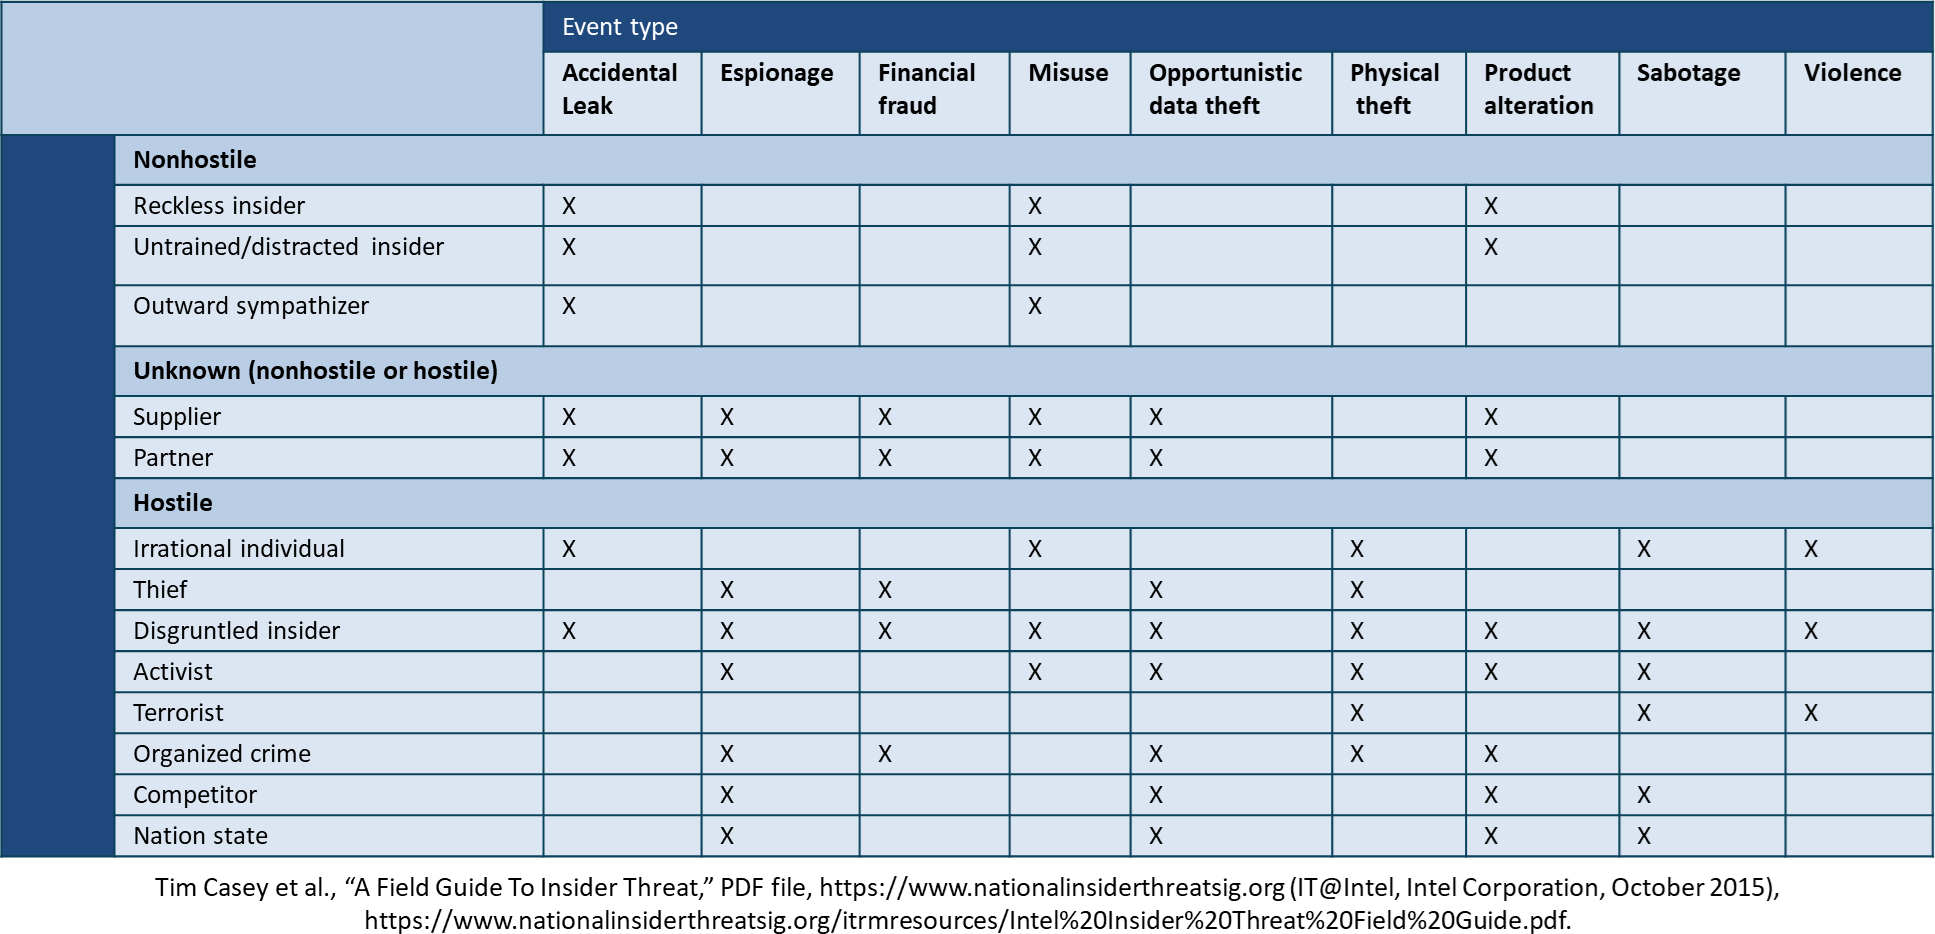 Event type
Accidental Leak Espionage Financial fraud Misuse Opportunistic data theft Physical theft Product alteration Sabotage Violence
Nonhostile
Reckless insider X X X
Untrained/distracted insider X X X
Outward sympathizer X X
Unknown (nonhostile or hostile)
Supplier X X X X X X
Partner X X X X X X
Hostile
Irrational individual X X X X X
Thief X X X X
Disgruntled insider X X X X X X X X X
Activist X X X X X X
Terrorist X X X
Organized crime X X X X X
Competitor X X X X
Nation state X X X X
Tim Casey et al., “A Field Guide To Insider Threat,” PDF file, https://www.nationalinsiderthreatsig.org (IT@Intel, Intel Corporation, October 2015),
https://www.nationalinsiderthreatsig.org/itrmresources/Intel%20Insider%20Threat%20Field%20Guide.pdf.